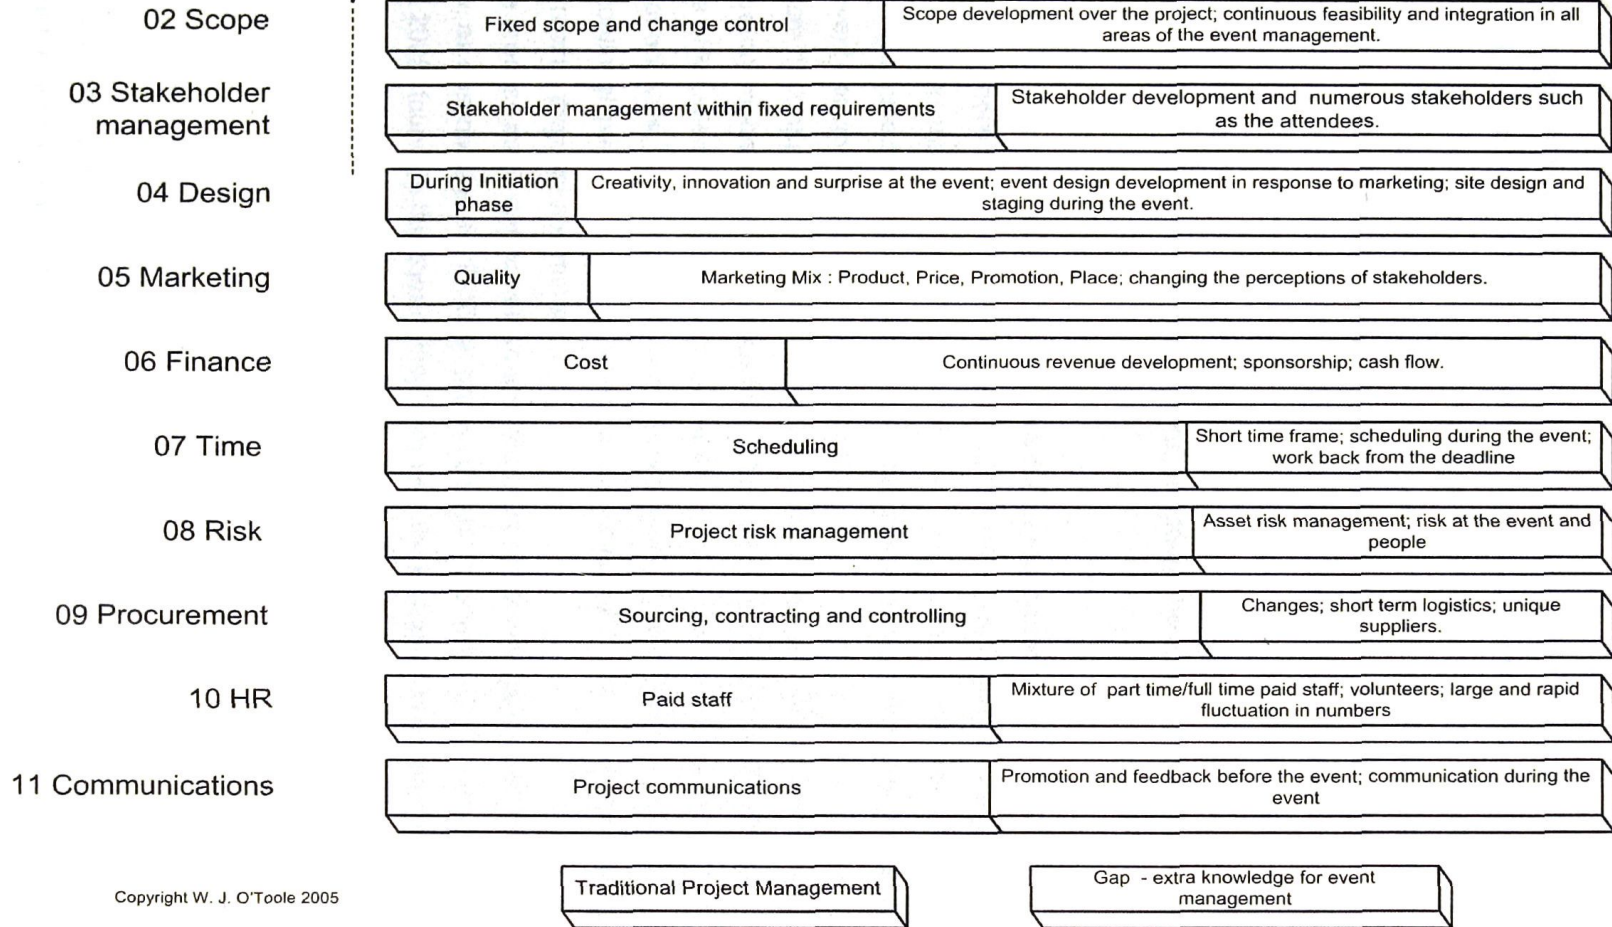 02 Scope
Fixed scope and change control
Scope development over the project; continuous feasibility and integration in all
areas of the event management.
03 Stakeholder
management
Stakeholder management within fixed requirements
Stakeholder development and numerous stakeholders such
as the attendees.
04 Design
During Initiation
phase
Creativity, innovation and surprise at the event; event design development in response to marketing; site design and
staging during the event.
05 Marketing
Quality
Marketing Mix : Product, Price, Promotion, Place; changing the perceptions of stakeholders.
06 Finance
Cost
Continuous revenue development; sponsorship; cash flow.
07 Time
Scheduling
Short time frame; scheduling during the event;
work back from the deadline
08 Risk
Project risk management
Asset risk management; risk at the event and
people
09 Procurement
Sourcing, contracting and controlling
Changes; short term logistics; unique
suppliers.
10 HR
Paid staff
Mixture of part time/full time paid staff; volunteers; large and rapid
fluctuation in numbers
11 Communications
Project communications
Promotion and feedback before the event; communication during the
event
Copyright W. J. O'Toole 2005
Traditional Project Management
Gap - extra knowledge for event
management